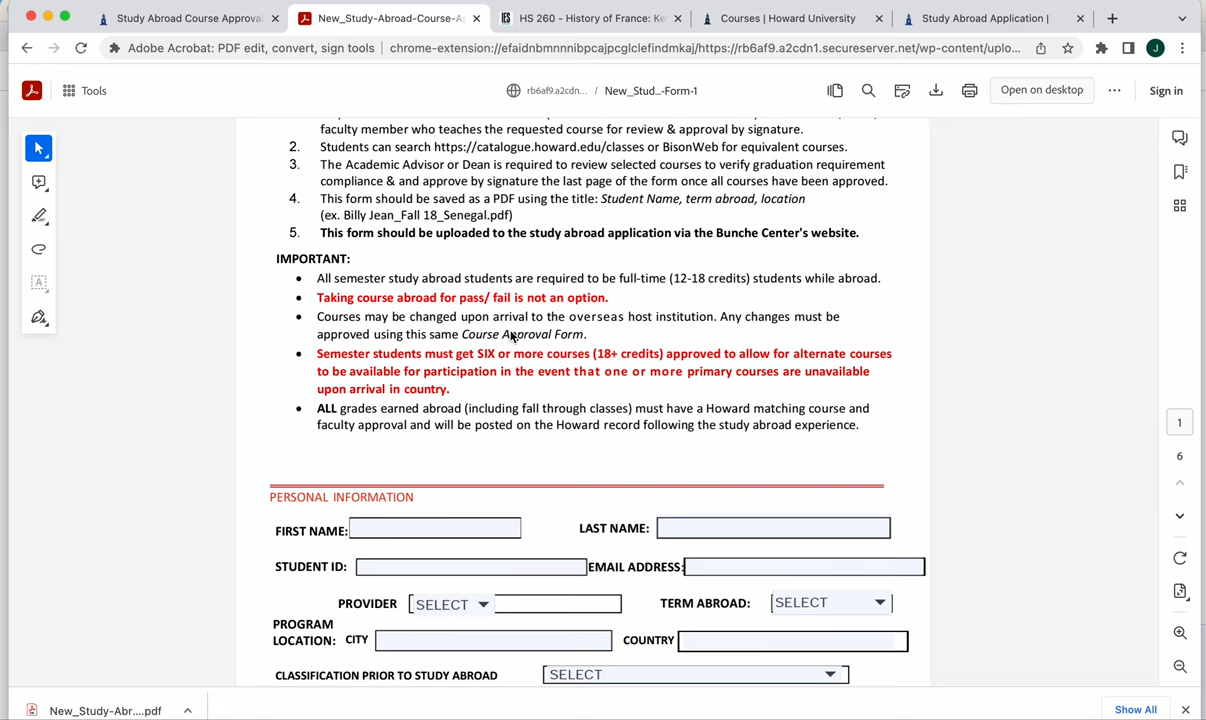 Study Abroad Course Approval
New_Study-Abroad-Course-A
HS 260 - History of France: Ke
Courses | Howard University
Study Abroad Application |
Adobe Acrobat: PDF edit, convert, sign tools
chrome-extension://efaidnbmnnnibpcajpcglclefindmkaj/https://rb6af9.a2cdn1.secureserver.net/wp-content/uplo...
J
Tools
rb6af9.a2cdn... / New_Stud...-Form-1
Open on desktop
Sign in
faculty member who teaches the requested course for review & approval by signature.
2. Students can search https://catalogue.howard.edu/classes or BisonWeb for equivalent courses.
3. The Academic Advisor or Dean is required to review selected courses to verify graduation requirement
compliance & and approve by signature the last page of the form once all courses have been approved.
4. This form should be saved as a PDF using the title: Student Name, term abroad, location
(ex. Billy Jean_Fall 18_Senegal.pdf)
5. This form should be uploaded to the study abroad application via the Bunche Center's website.
IMPORTANT:
• All semester study abroad students are required to be full-time (12-18 credits) students while abroad.
• Taking course abroad for pass/ fail is not an option.
• Courses may be changed upon arrival to the overseas host institution. Any changes must be
approved using this same Course Approval Form.
• Semester students must get SIX or more courses (18+ credits) approved to allow for alternate courses
to be available for participation in the event that one or more primary courses are unavailable
upon arrival in country.
• ALL grades earned abroad (including fall through classes) must have a Howard matching course and
faculty approval and will be posted on the Howard record following the study abroad experience.
1
6
PERSONAL INFORMATION
FIRST NAME: LAST NAME:
STUDENT ID: EMAIL ADDRESS:
PROVIDER SELECT TERM ABROAD: SELECT
PROGRAM
LOCATION: CITY COUNTRY
CLASSIFICATION PRIOR TO STUDY ABROAD SELECT
New_Study-Abr....pdf
Show All